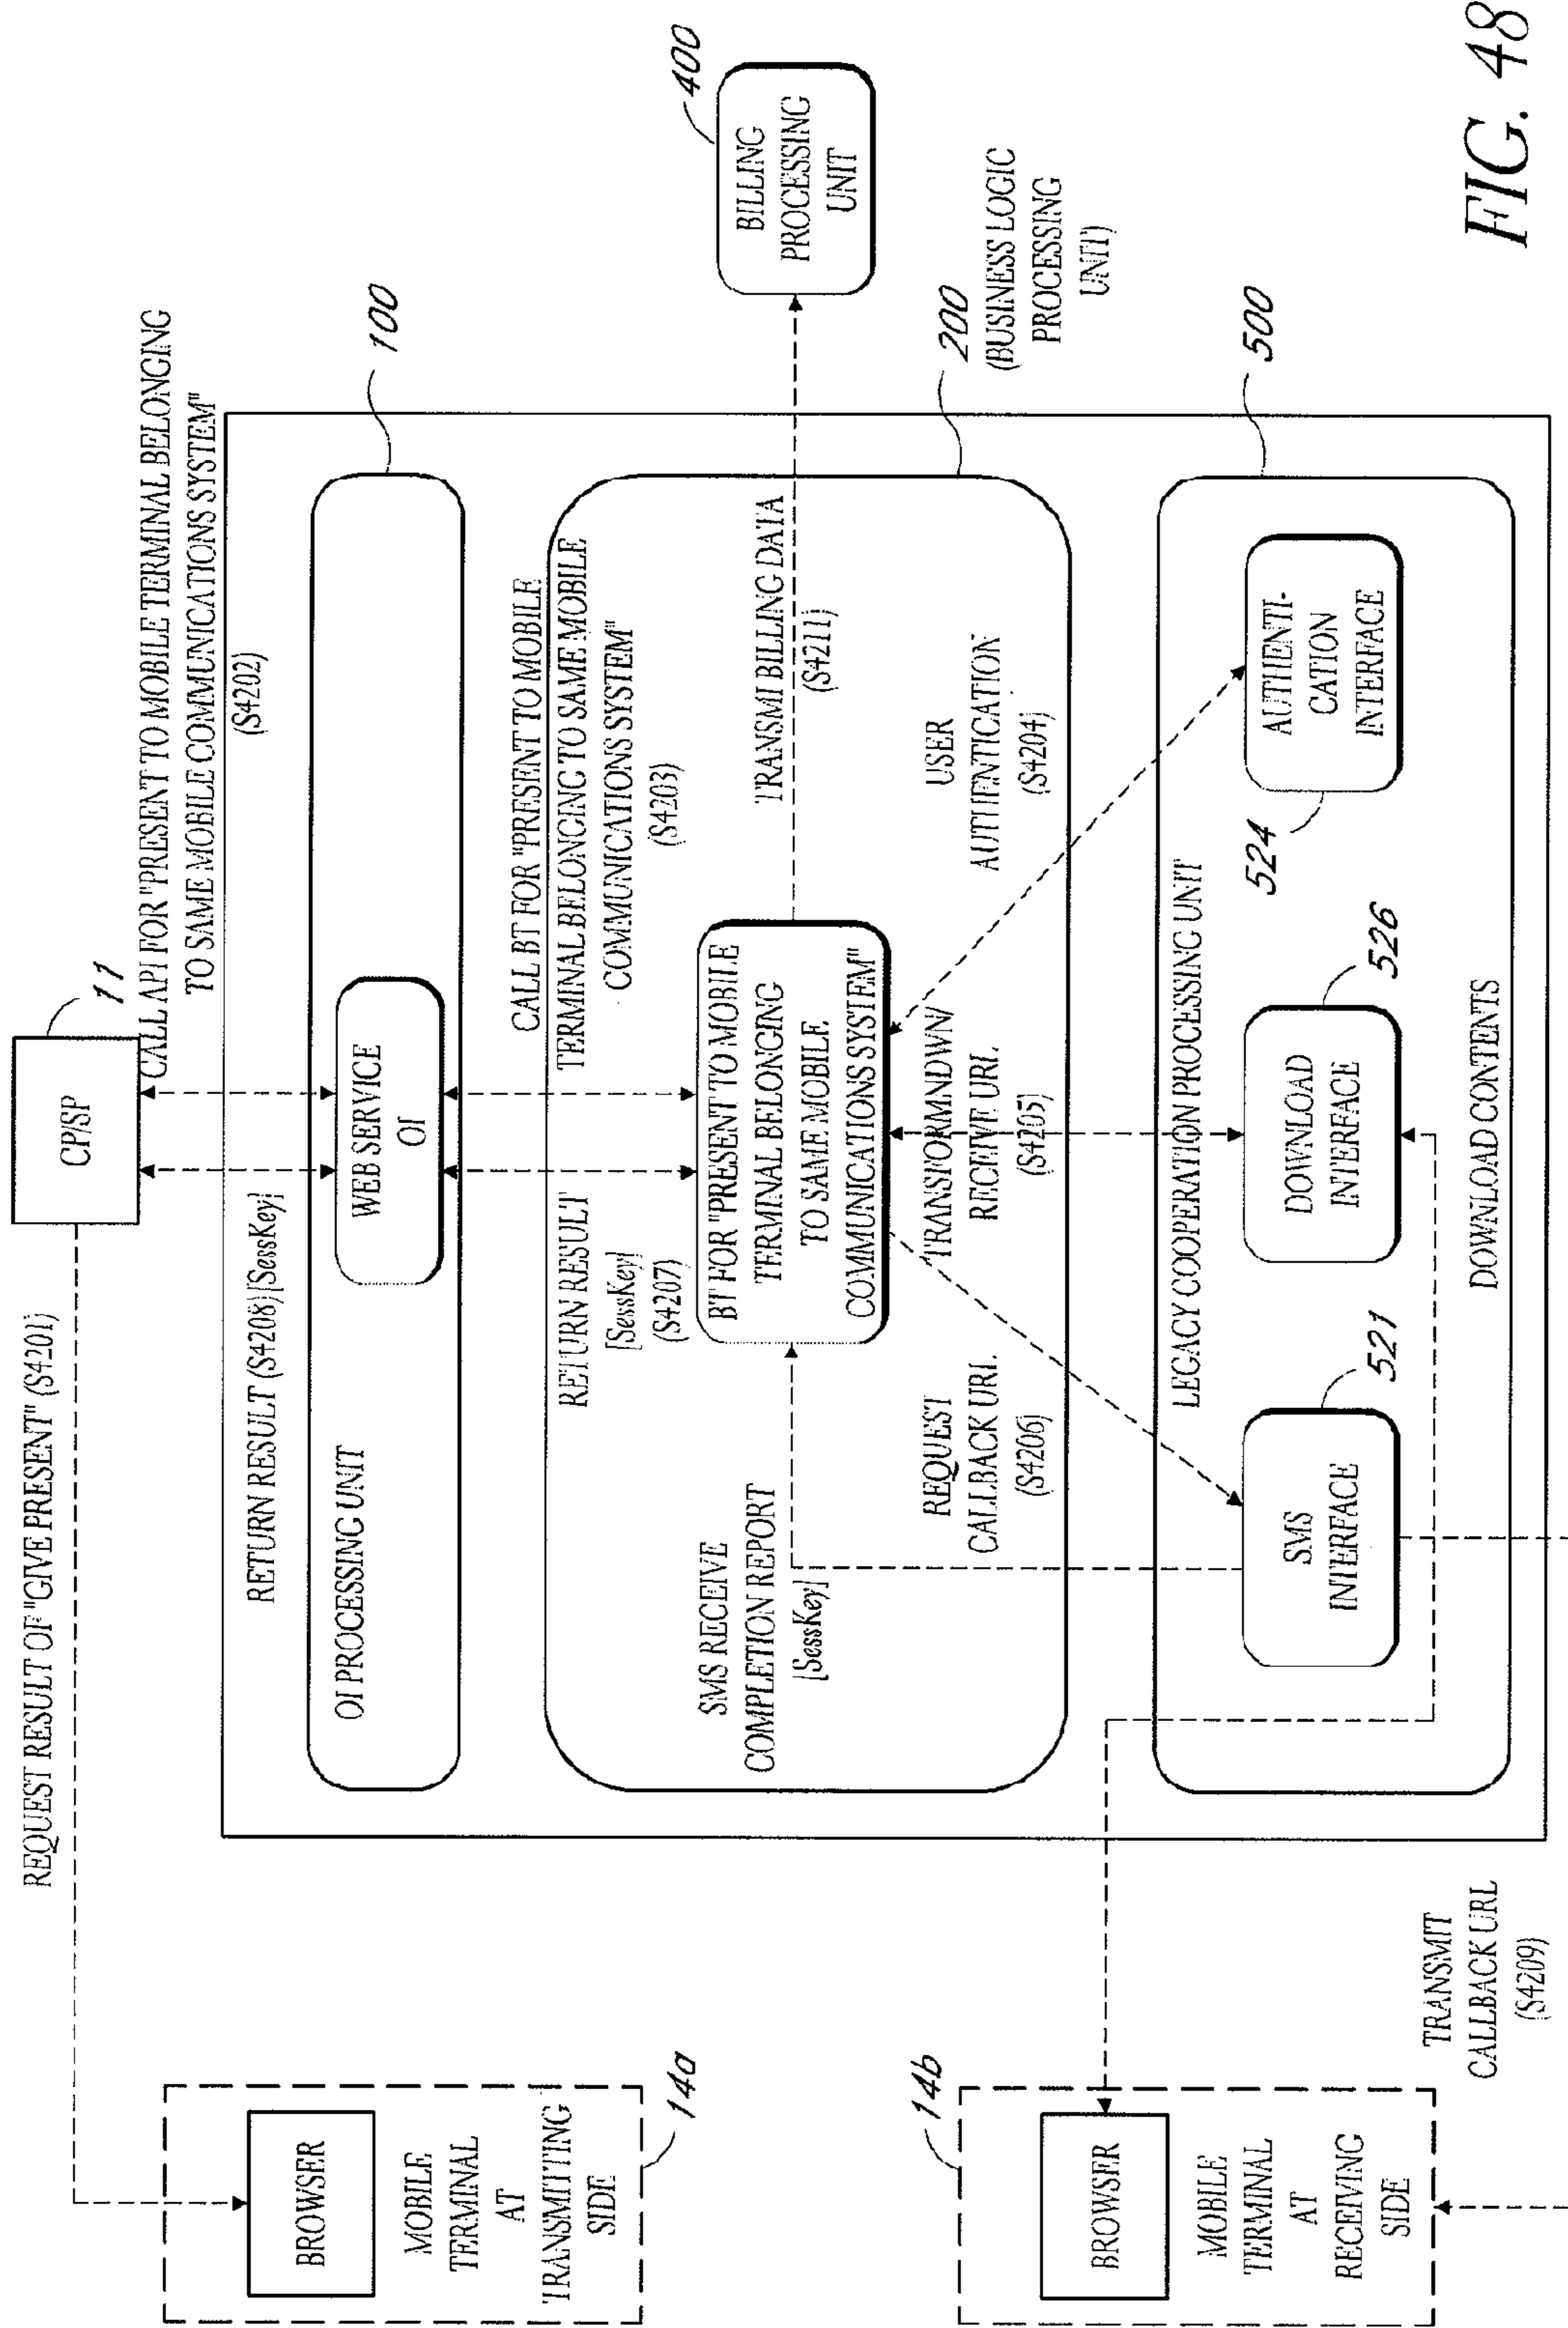 REQUEST RESULT OF "GIVE PRESENT" (S4201)
CP/SP
11
CALL API FOR "PRESENT TO MOBILE TERMINAL BELONGING
TO SAME MOBILE COMMUNICATIONS SYSTEM"
(S4202)
RETURN RESULT (S4208)[SessKey]
100
OI PROCESSING UNIT
WEB SERVICE
OI
CALL BT FOR "PRESENT TO MOBILE
TERMINAL BELONGING TO SAME MOBILE
COMMUNICATIONS SYSTEM"
(S4203)
RETURN RESULT
[SessKey]
(S4207)
BT FOR "PRESENT TO MOBILE
TERMINAL BELONGING
TO SAME MOBILE
COMMUNICATIONS SYSTEM"
TRANSMI BILLING DATA
(S4211)
400
BILLING
PROCESSING
UNIT
SMS RECEIVE
COMPLETION REPORT
[SessKey]
REQUEST
CALLBACK URL
(S4206)
TRANSFORMNDWN/
RECEIVE URL
(S4205)
USER
AUTHENTICATION
(S4204)
200
(BUSINESS LOGIC
PROCESSING
UNIT)
LEGACY COOPERATION PROCESSING UNIT
500
SMS
INTERFACE
521
DOWNLOAD
INTERFACE
526
AUTHENTI-
CATION
INTERFACE
524
DOWNLOAD CONTENTS
BROWSER
MOBILE
TERMINAL
AT
TRANSMITING
SIDE
14a
BROWSER
MOBILE
TERMINAL
AT
RECEIVING
SIDE
14b
TRANSMIT
CALLBACK URL
(S4209)
FIG. 48